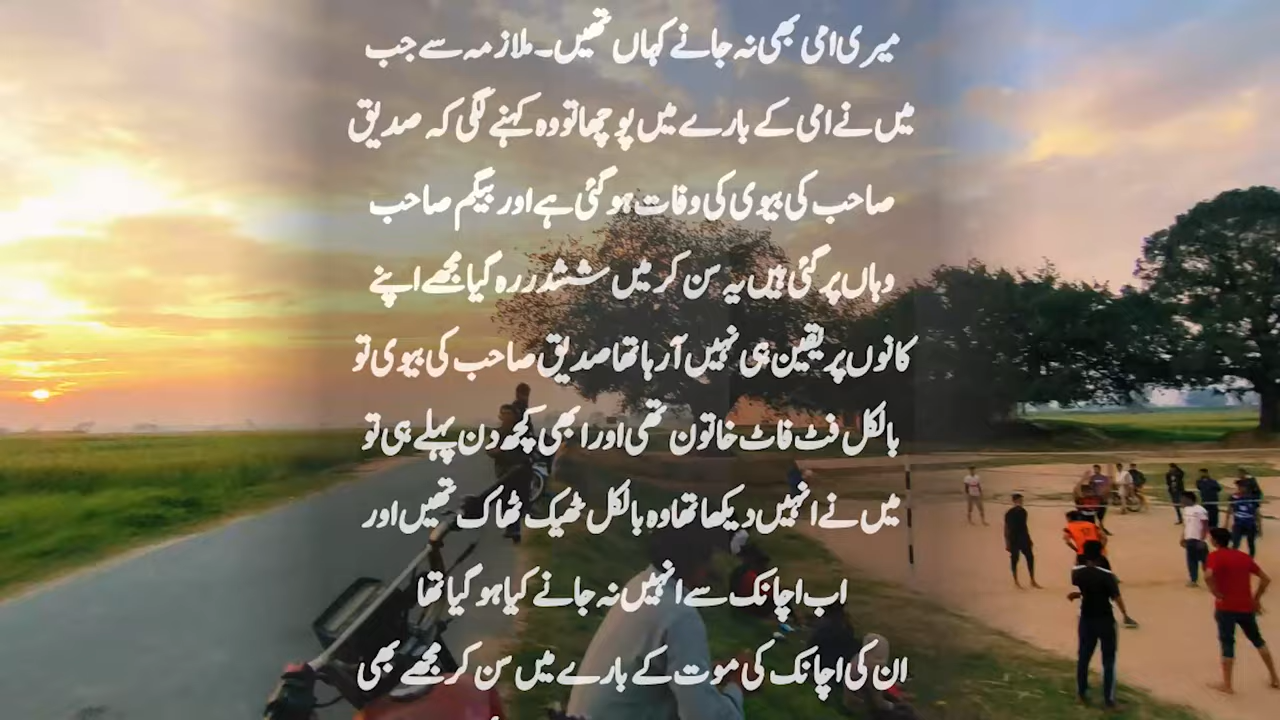 میری امی بھی نہ جانے کہاں تھیں۔ ملازمہ سے جب
میں نے امی کے بارے میں پوچھا تو وہ کہنے لگی کہ صدیق
صاحب کی بیوی کی وفات ہو گئی ہے اور بیگم صاحب
وہاں پر گئی ہیں یہ سن کر میں ششدر رہ گیا مجھے اپنے
کانوں پر یقین ہی نہیں آرہا تھا صدیق صاحب کی بیوی تو
بالکل فٹ فاٹ خاتون تھی اور ابھی کچھ دن پہلے ہی تو
میں نے انہیں دیکھا تھا وہ بالکل ٹھیک ٹھاک تھیں اور
اب اچانک سے انہیں نہ جانے کیا ہو گیا تھا
ان کی اچانک کی موت کے بارے میں سن کر مجھے بھی